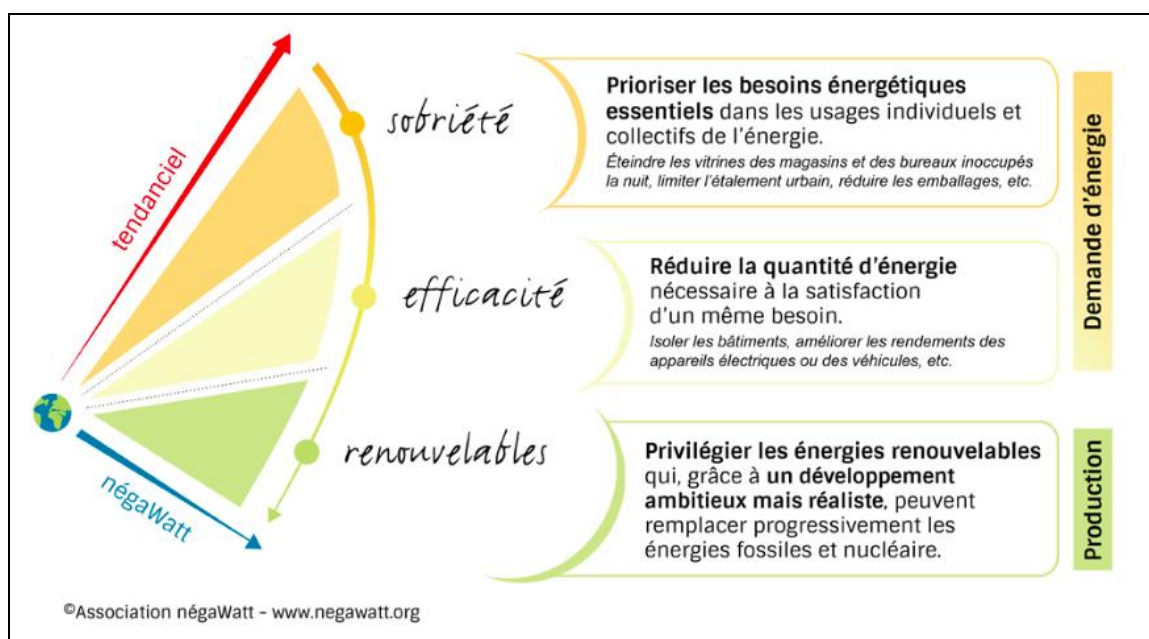 tendanciel
négaWatt
sobriété
Prioriser les besoins énergétiques
essentiels dans les usages individuels et
collectifs de l'énergie.
Éteindre les vitrines des magasins et des bureaux inoccupés
la nuit, limiter l'étalement urbain, réduire les emballages, etc.
efficacité
Réduire la quantité d'énergie
nécessaire à la satisfaction
d'un même besoin.
Isoler les bâtiments, améliorer les rendements des
appareils électriques ou des véhicules, etc.
Demande d'énergie
renouvelables
Privilégier les énergies renouvelables
qui, grâce à un développement
ambitieux mais réaliste, peuvent
remplacer progressivement les
énergies fossiles et nucléaire.
Production
©Association négaWatt - www.negawatt.org